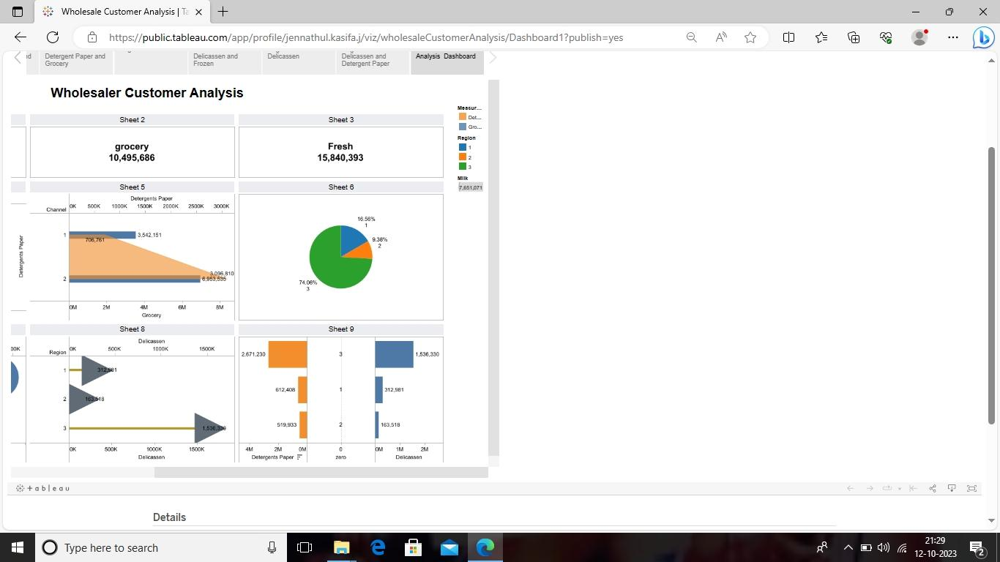 Wholesale Customer Analysis | Ta
https://public.tableau.com/app/profile/jennathul.kasifa.j/viz/wholesaleCustomerAnalysis/Dashboard1?publish=yes
Detergent Paper and
Grocery
Delicassen and
Frozen
Delicassen
Delicassen and
Detergent Paper
Analysis Dashboard
Wholesaler Customer Analysis
Sheet 2
grocery
10,495,686
Sheet 3
Fresh
15,840,393
Measur...
Det...
Gro...
Region
1
2
3
Milk
7,651,071
Sheet 5
Detergents Paper
Channel 0K 500K 1000K 1500K 2000K 2500K 3000K
Detergents Paper
1 706,761 3,542,151
2 3,096,810
6,953,535
0M 2M 4M 6M 8M
Grocery
Sheet 6
16.56%
1
9.38%
2
74.06%
3
Sheet 8
Delicassen
Region 0K 500K 1000K 1500K
1 312,981
2 163,518
3 1,536,330
0K 500K 1000K 1500K
Delicassen
Sheet 9
2,671,230 3 1,536,330
612,408 1 312,981
519,933 2 163,518
4M 2M 0M 0 0M 1M 2M
Detergents Paper zero Delicassen
+ a b l e a u
Details
Type here to search
21:29
12-10-2023
2